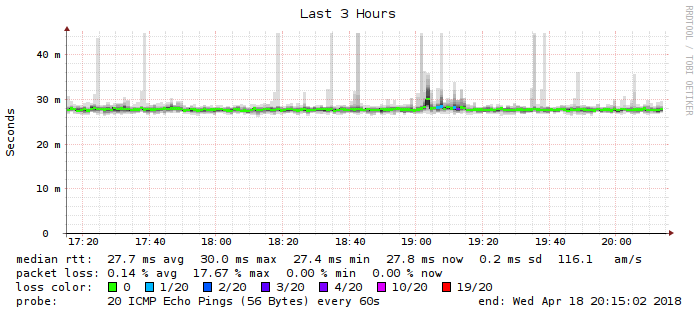 Last 3 Hours
RRDTOOL / TOBI OETIKER
Seconds
40 m
30 m
20 m
10 m
0
17:20 17:40 18:00 18:20 18:40 19:00 19:20 19:40 20:00
median rtt: 27.7 ms avg 30.0 ms max 27.4 ms min 27.8 ms now 0.2 ms sd 116.1 am/s
packet loss: 0.14 % avg 17.67 % max 0.00 % min 0.00 % now
loss color: 0 1/20 2/20 3/20 4/20 10/20 19/20
probe: 20 ICMP Echo Pings (56 Bytes) every 60s end: Wed Apr 18 20:15:02 2018